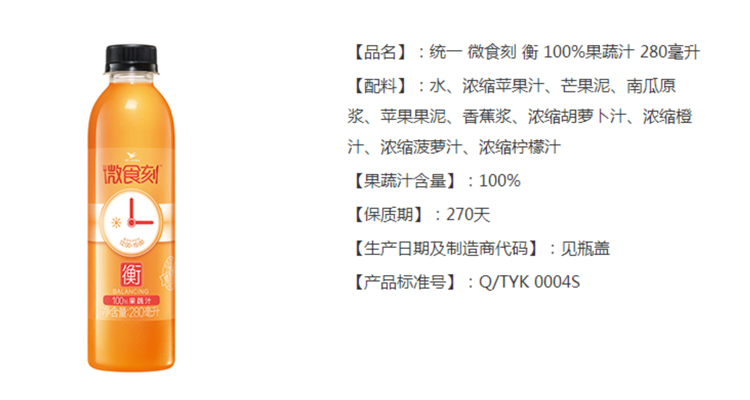 微食刻
衡
BALANCING
100%果蔬汁
净含量:280毫升
【品名】：统一 微食刻 衡 100%果蔬汁 280毫升
【配料】：水、浓缩苹果汁、芒果泥、南瓜原
浆、苹果果泥、香蕉浆、浓缩胡萝卜汁、浓缩橙
汁、浓缩菠萝汁、浓缩柠檬汁
【果蔬汁含量】：100%
【保质期】：270天
【生产日期及制造商代码】：见瓶盖
【产品标准号】：Q/TYK 0004S